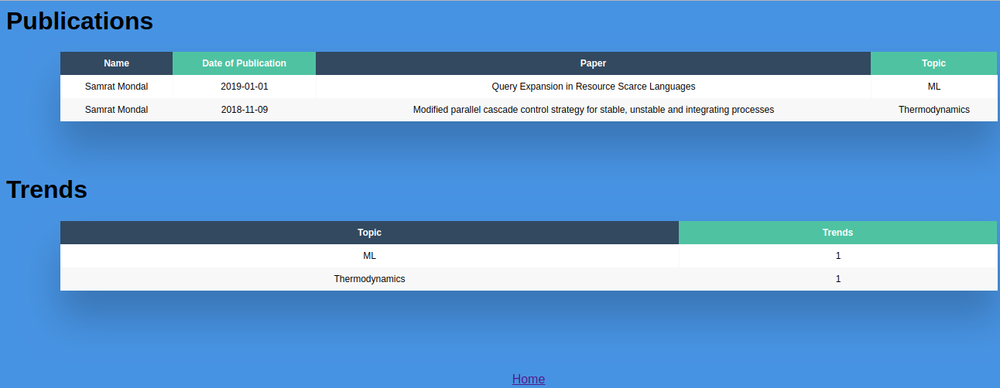 Publications
Name Date of Publication Paper Topic
Samrat Mondal 2019-01-01 Query Expansion in Resource Scarce Languages ML
Samrat Mondal 2018-11-09 Modified parallel cascade control strategy for stable, unstable and integrating processes Thermodynamics
Trends
Topic Trends
ML 1
Thermodynamics 1
Home